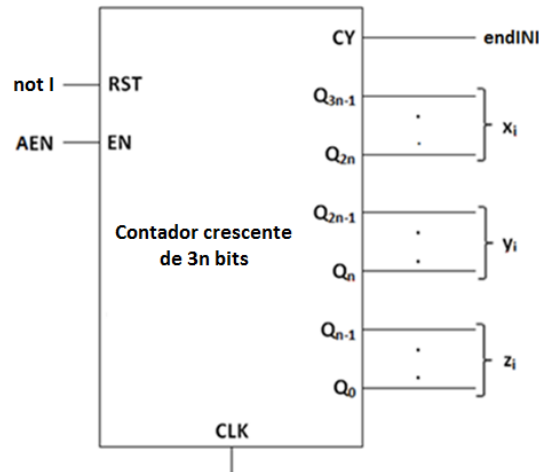 CY endINI
not I RST
Q3n-1
xi
AEN EN
Q2n
Q2n-1
Contador crescente
de 3n bits
yi
Qn
Qn-1
zi
Q0
CLK